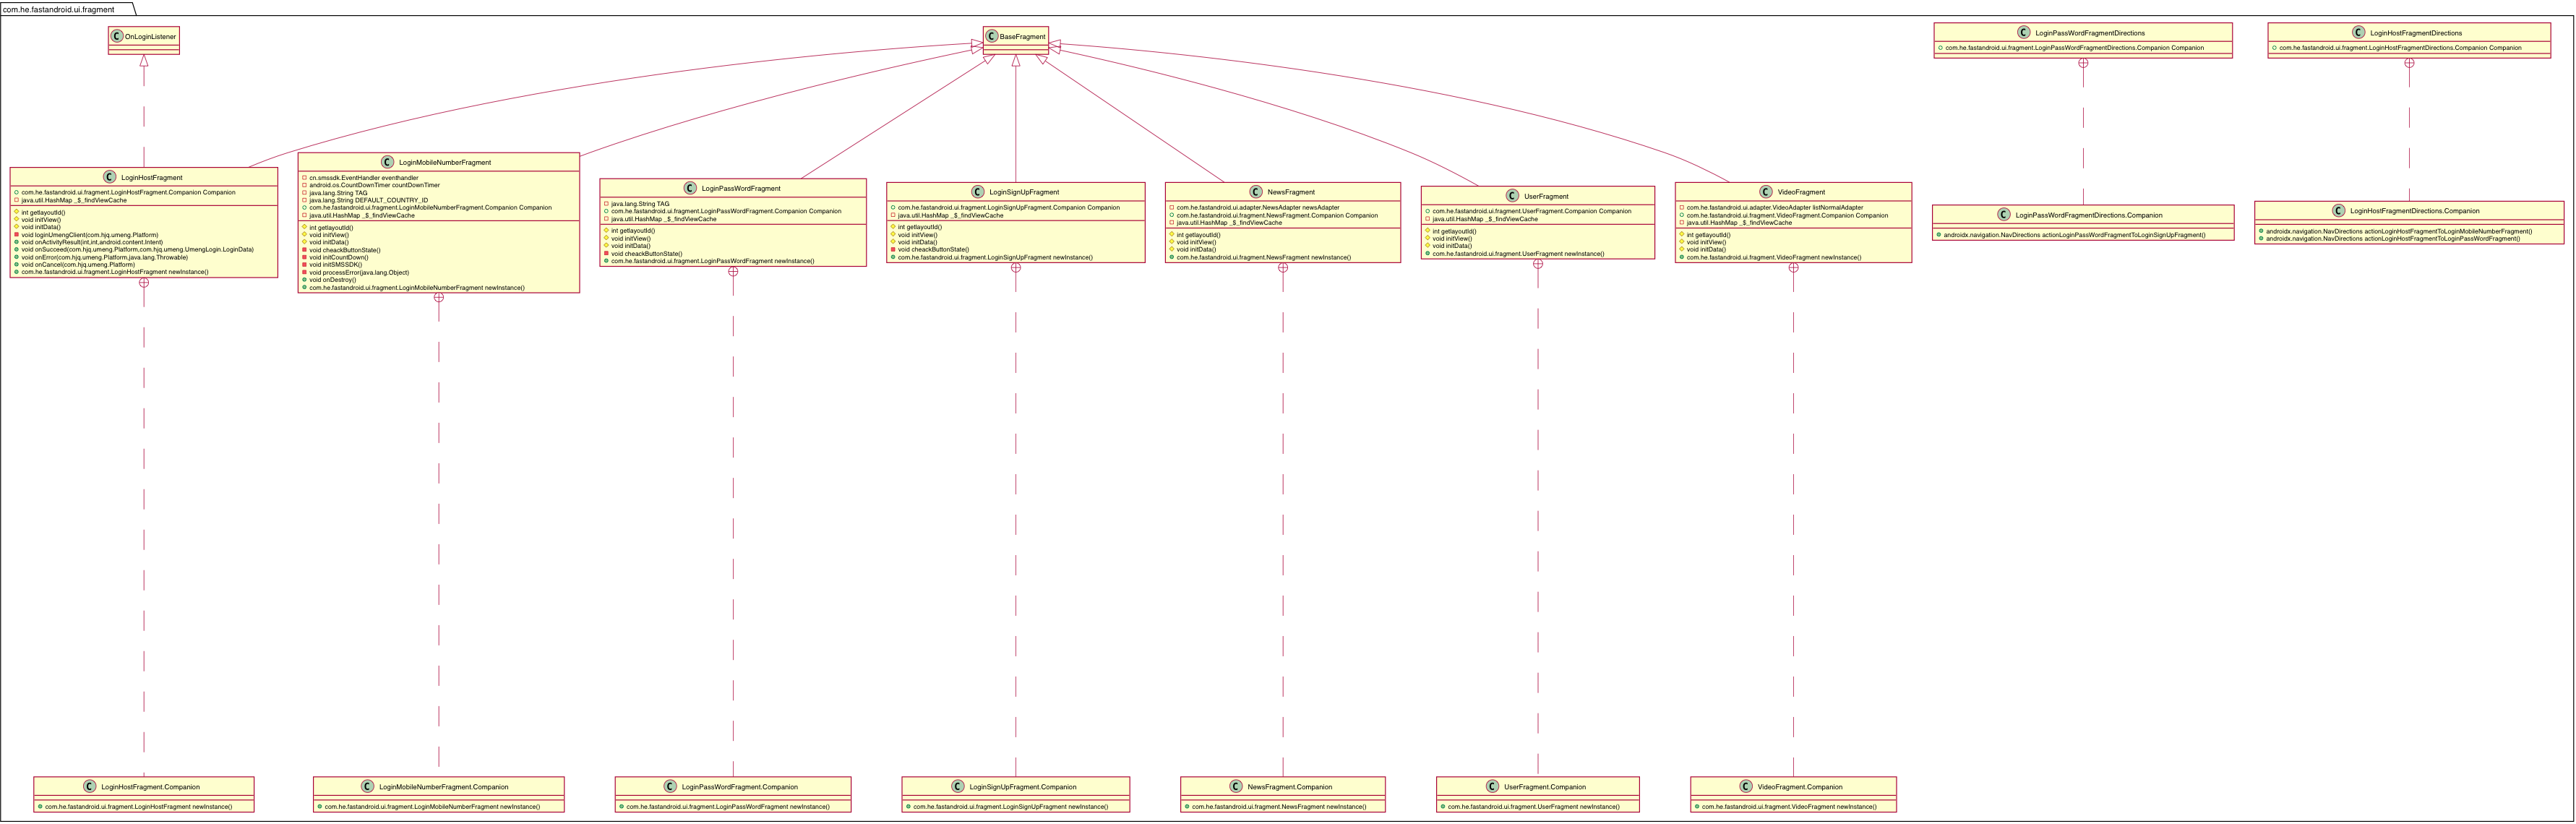 com.he.fastandroid.ui.fragment
C OnLoginListener
C BaseFragment
C LoginPassWordFragmentDirections
com.he.fastandroid.ui.fragment.LoginPassWordFragmentDirections.Companion Companion
C LoginHostFragmentDirections
com.he.fastandroid.ui.fragment.LoginHostFragmentDirections.Companion Companion
C LoginHostFragment
com.he.fastandroid.ui.fragment.LoginHostFragment.Companion Companion
java.util.HashMap _$_findViewCache
int getlayoutId()
void initView()
void initData()
void loginUmengClient(com.hjq.umeng.Platform)
void onActivityResult(int,int,android.content.Intent)
void onSucceed(com.hjq.umeng.Platform,com.hjq.umeng.UmengLogin.LoginData)
void onError(com.hjq.umeng.Platform,java.lang.Throwable)
void onCancel(com.hjq.umeng.Platform)
com.he.fastandroid.ui.fragment.LoginHostFragment newInstance()
C LoginMobileNumberFragment
cn.smssdk.EventHandler eventhandler
android.os.CountDownTimer countDownTimer
java.lang.String TAG
java.lang.String DEFAULT_COUNTRY_ID
com.he.fastandroid.ui.fragment.LoginMobileNumberFragment.Companion Companion
java.util.HashMap _$_findViewCache
int getlayoutId()
void initView()
void initData()
void cheackButtonState()
void initCountDown()
void initSMSSDK()
void processError(java.lang.Object)
void onDestroy()
com.he.fastandroid.ui.fragment.LoginMobileNumberFragment newInstance()
C LoginPassWordFragment
java.lang.String TAG
com.he.fastandroid.ui.fragment.LoginPassWordFragment.Companion Companion
java.util.HashMap _$_findViewCache
int getlayoutId()
void initView()
void initData()
void cheackButtonState()
com.he.fastandroid.ui.fragment.LoginPassWordFragment newInstance()
C LoginSignUpFragment
com.he.fastandroid.ui.fragment.LoginSignUpFragment.Companion Companion
java.util.HashMap _$_findViewCache
int getlayoutId()
void initView()
void initData()
void cheackButtonState()
com.he.fastandroid.ui.fragment.LoginSignUpFragment newInstance()
C NewsFragment
com.he.fastandroid.ui.adapter.NewsAdapter newsAdapter
com.he.fastandroid.ui.fragment.NewsFragment.Companion Companion
java.util.HashMap _$_findViewCache
int getlayoutId()
void initView()
void initData()
com.he.fastandroid.ui.fragment.NewsFragment newInstance()
C UserFragment
com.he.fastandroid.ui.fragment.UserFragment.Companion Companion
java.util.HashMap _$_findViewCache
int getlayoutId()
void initView()
void initData()
com.he.fastandroid.ui.fragment.UserFragment newInstance()
C VideoFragment
com.he.fastandroid.ui.adapter.VideoAdapter listNormalAdapter
com.he.fastandroid.ui.fragment.VideoFragment.Companion Companion
java.util.HashMap _$_findViewCache
int getlayoutId()
void initView()
void initData()
com.he.fastandroid.ui.fragment.VideoFragment newInstance()
C LoginPassWordFragmentDirections.Companion
androidx.navigation.NavDirections actionLoginPassWordFragmentToLoginSignUpFragment()
C LoginHostFragmentDirections.Companion
androidx.navigation.NavDirections actionLoginHostFragmentToLoginMobileNumberFragment()
androidx.navigation.NavDirections actionLoginHostFragmentToLoginPassWordFragment()
C LoginHostFragment.Companion
com.he.fastandroid.ui.fragment.LoginHostFragment newInstance()
C LoginMobileNumberFragment.Companion
com.he.fastandroid.ui.fragment.LoginMobileNumberFragment newInstance()
C LoginPassWordFragment.Companion
com.he.fastandroid.ui.fragment.LoginPassWordFragment newInstance()
C LoginSignUpFragment.Companion
com.he.fastandroid.ui.fragment.LoginSignUpFragment newInstance()
C NewsFragment.Companion
com.he.fastandroid.ui.fragment.NewsFragment newInstance()
C UserFragment.Companion
com.he.fastandroid.ui.fragment.UserFragment newInstance()
C VideoFragment.Companion
com.he.fastandroid.ui.fragment.VideoFragment newInstance()